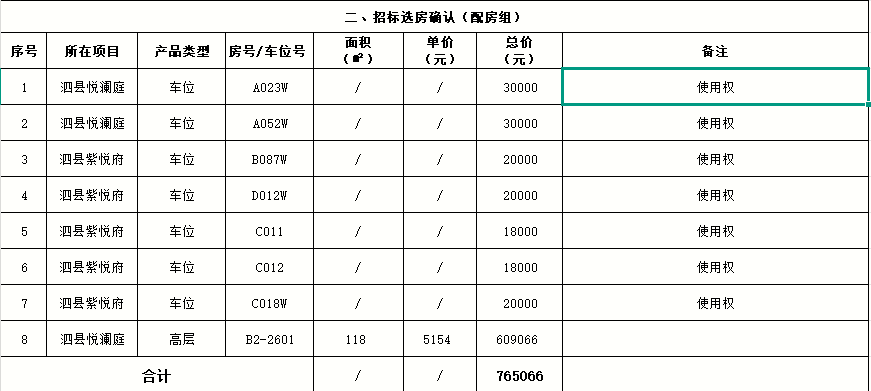 二、招标选房确认（配房组）
序号 所在项目 产品类型 房号/车位号 面积（㎡） 单价（元） 总价（元） 备注
1 泗县悦澜庭 车位 A023W / / 30000 使用权
2 泗县悦澜庭 车位 A052W / / 30000 使用权
3 泗县紫悦府 车位 B087W / / 20000 使用权
4 泗县紫悦府 车位 D012W / / 20000 使用权
5 泗县紫悦府 车位 C011 / / 18000 使用权
6 泗县紫悦府 车位 C012 / / 18000 使用权
7 泗县紫悦府 车位 C018W / / 20000 使用权
8 泗县悦澜庭 高层 B2-2601 118 5154 609066
合计 / / 765066